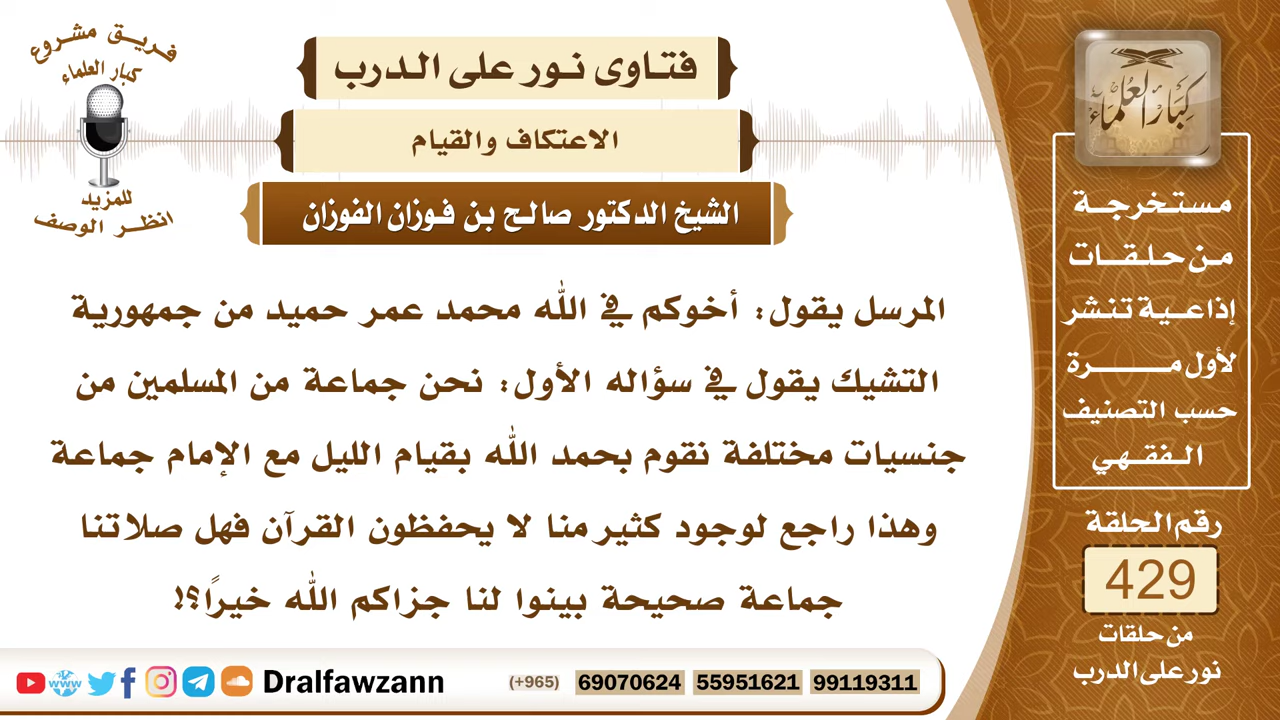 فريق مشروع
كبار العلماء
للمزيد
انظر الوصف
فتاوى نور على الدرب
الاعتكاف والقيام
الشيخ الدكتور صالح بن فوزان الفوزان
المرسل يقول: أخوكم في الله محمد عمر حميد من جمهورية
التشيك يقول في سؤاله الأول: نحن جماعة من المسلمين من
جنسيات مختلفة نقوم بحمد الله بقيام الليل مع الإمام جماعة
وهذا راجع لوجود كثير منا لا يحفظون القرآن فهل صلاتنا
جماعة صحيحة بينوا لنا جزاكم الله خيرًا؟!
كبار العلماء
مستخرجة
من حلقات
إذاعية تنشر
لأول مرة
حسب التصنيف
الفقهي
رقم الحلقة
429
من حلقات
نور على الدرب
www Dralfawzann (+965) 69070624 55951621 99119311